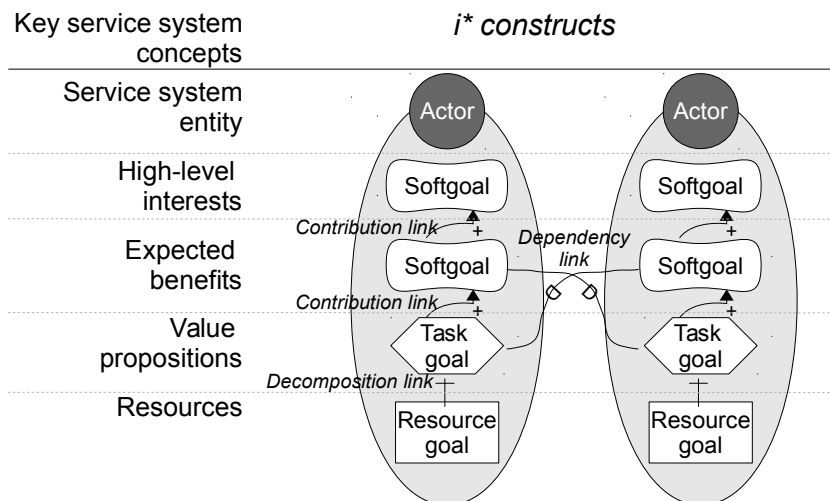 Key service system
concepts
i* constructs
Service system
entity
Actor
Actor
High-level
interests
Softgoal
Softgoal
Contribution link
+
+
Dependency
link
Expected
benefits
Softgoal
Softgoal
Contribution link
+
+
Value
propositions
Task
goal
Task
goal
Decomposition link
Resources
Resource
goal
Resource
goal